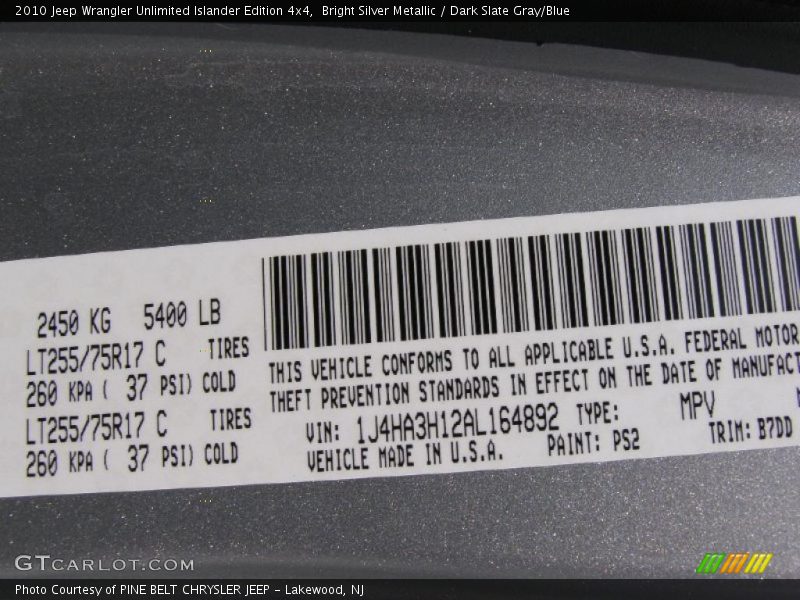 2010 Jeep Wrangler Unlimited Islander Edition 4x4, Bright Silver Metallic / Dark Slate Gray/Blue
2450 KG 5400 LB
LT255/75R17 C TIRES
260 KPA ( 37 PSI) COLD
LT255/75R17 C TIRES
260 KPA ( 37 PSI) COLD
THIS VEHICLE CONFORMS TO ALL APPLICABLE U.S.A. FEDERAL MOTOR
THEFT PREVENTION STANDARDS IN EFFECT ON THE DATE OF MANUFACT
VIN: 1J4HA3H12AL164892 TYPE: MPV
VEHICLE MADE IN U.S.A. PAINT: PS2 TRIM: B7DD
GTCARLOT.COM
Photo Courtesy of PINE BELT CHRYSLER JEEP - Lakewood, NJ